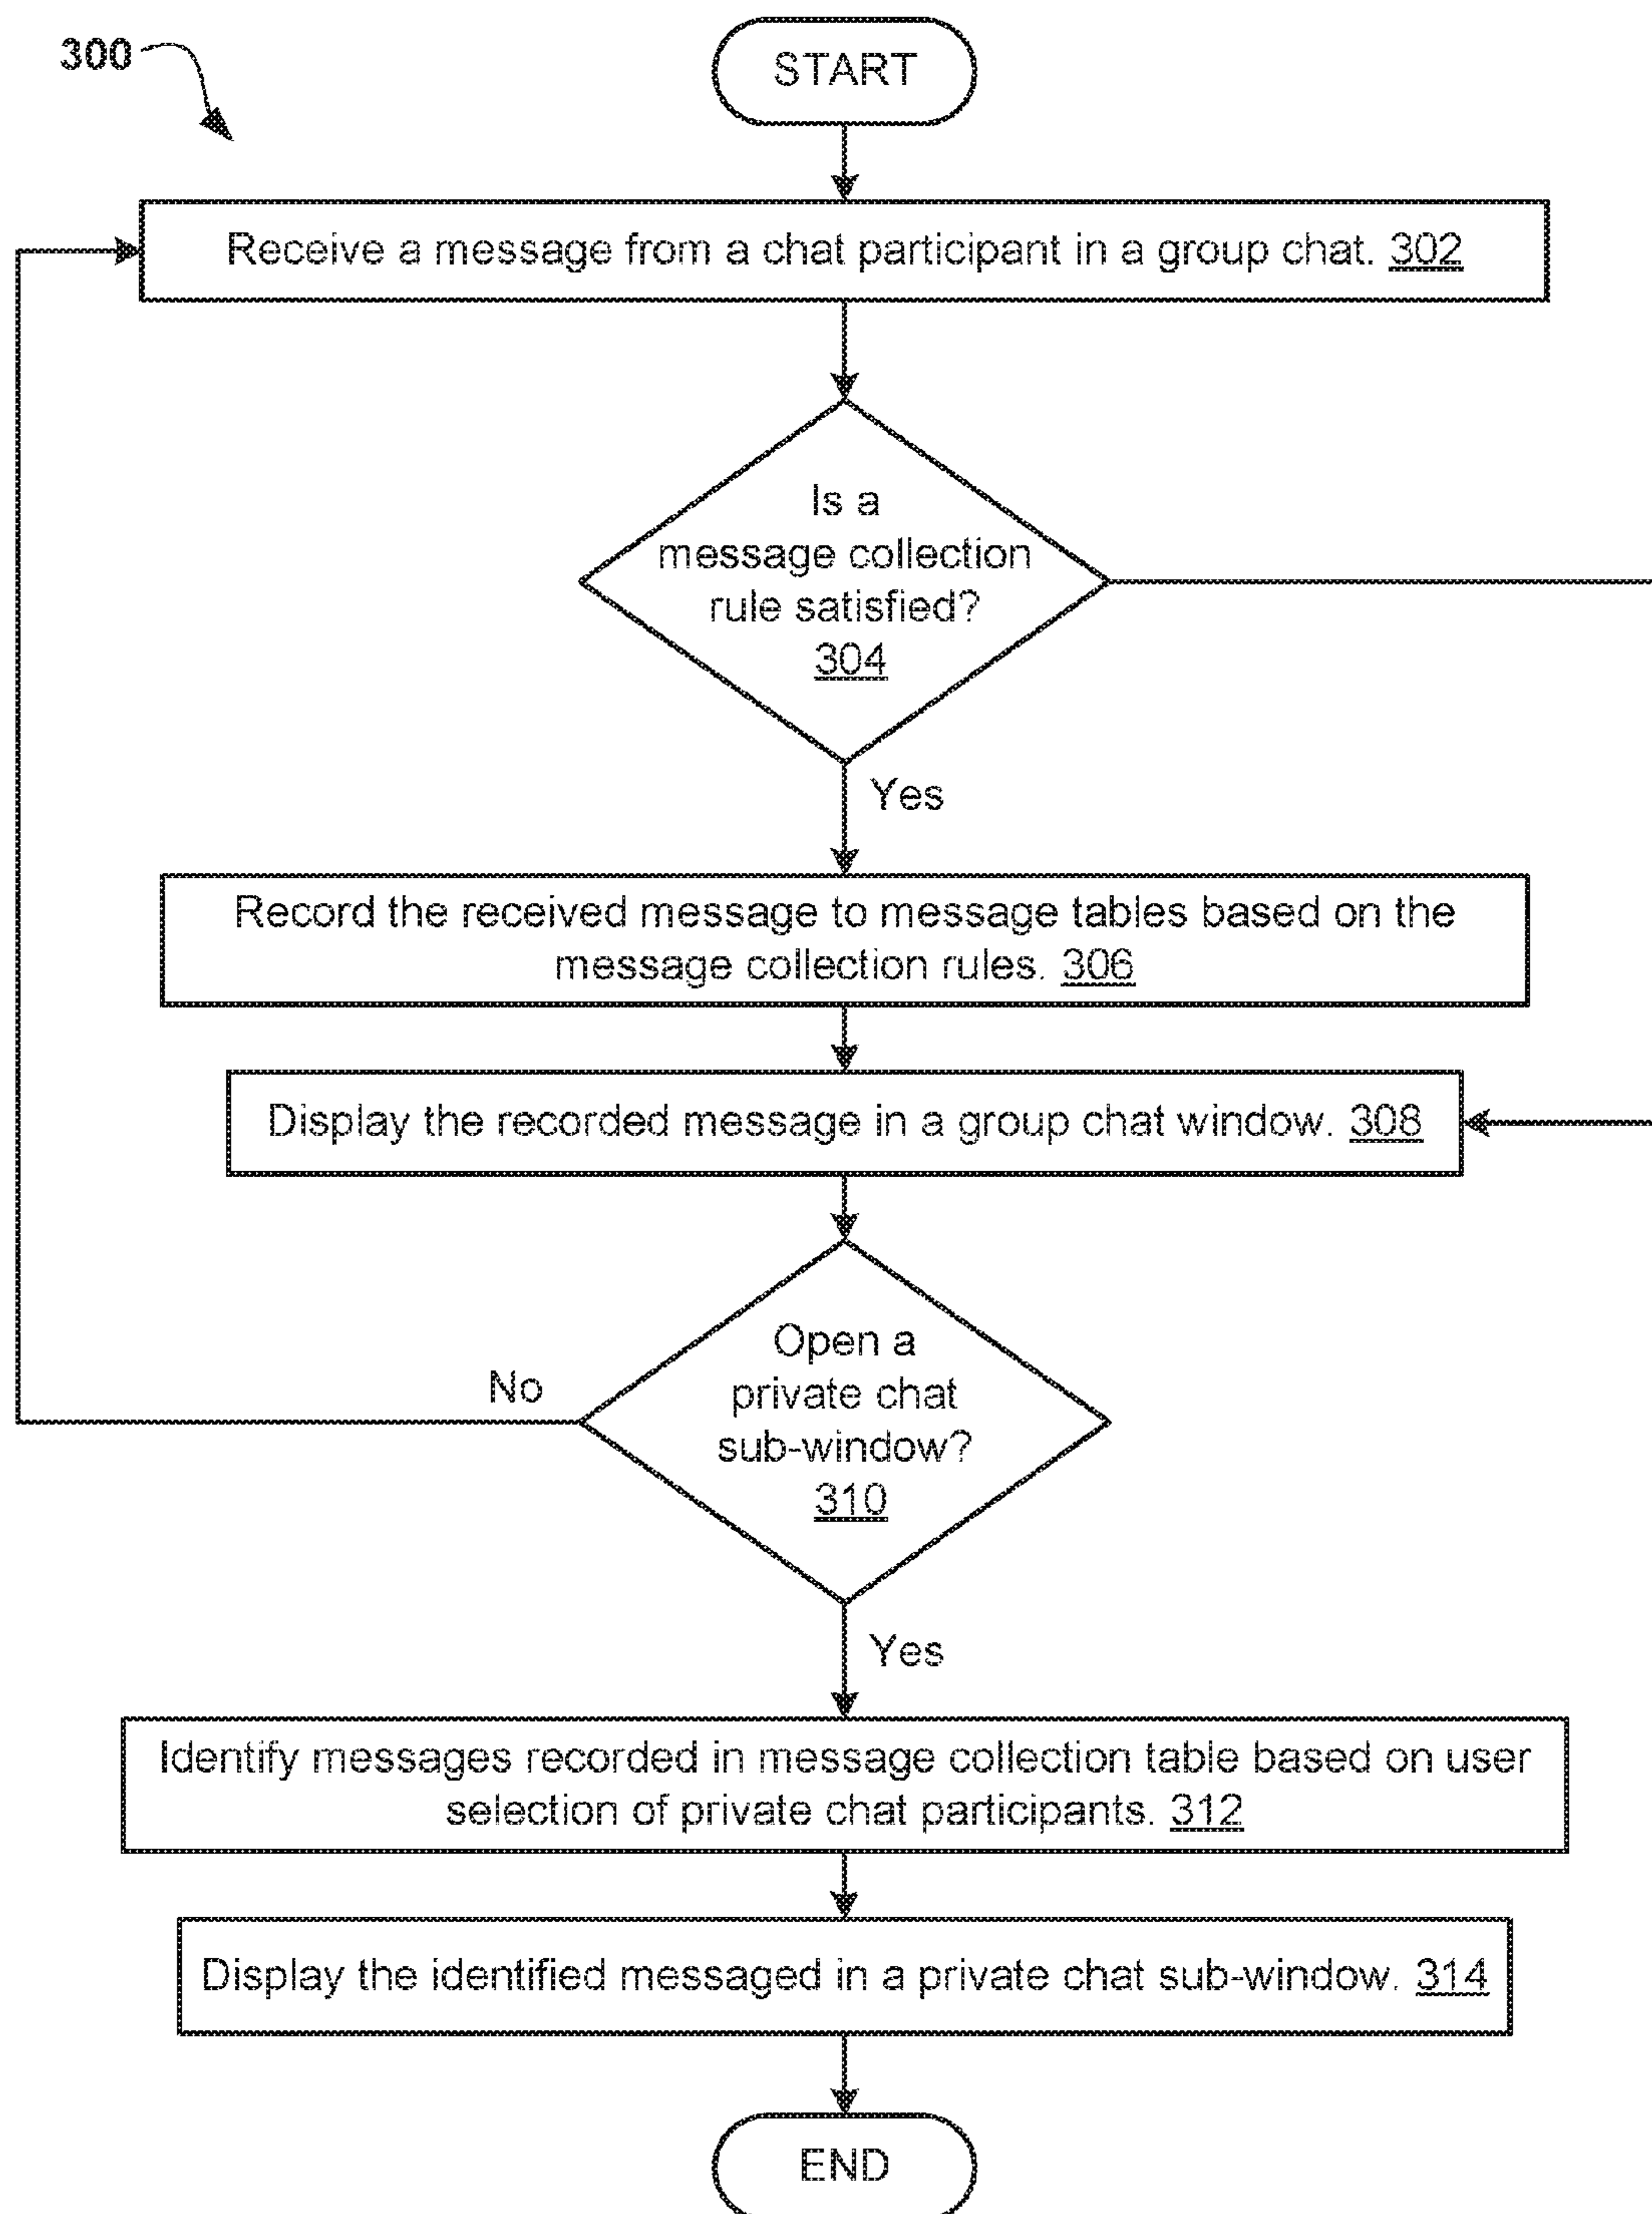 300
START
Receive a message from a chat participant in a group chat. 302
Is a
message collection
rule satisfied?
304
Yes
Record the received message to message tables based on the
message collection rules. 306
Display the recorded message in a group chat window. 308
Open a
private chat
sub-window?
310
No
Yes
Identify messages recorded in message collection table based on user
selection of private chat participants. 312
Display the identified messaged in a private chat sub-window. 314
END